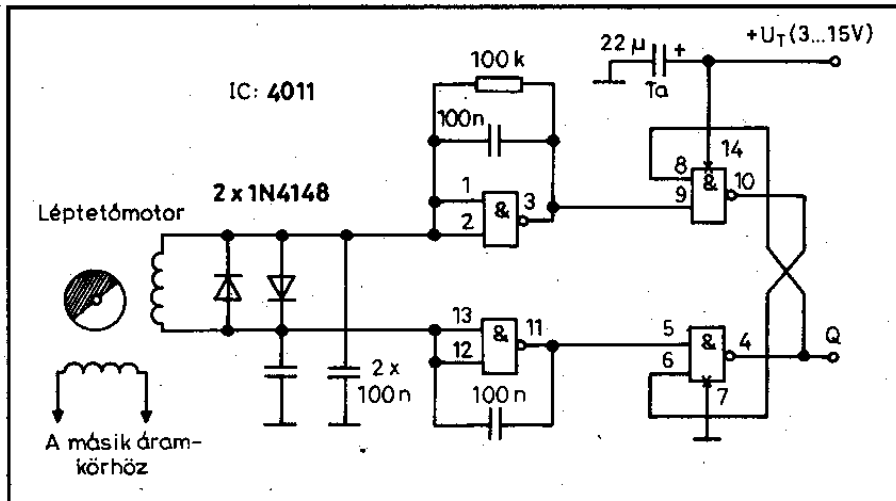 IC: 4011
100 k
100n
22 µ
+
Ta
+U_T (3...15V)
2 x 1N4148
Léptetőmotor
1
2
&
3
8
9
14
&
10
13
12
&
11
5
6
&
4
7
Q
2 x
100n
100n
A másik áram-
körhöz